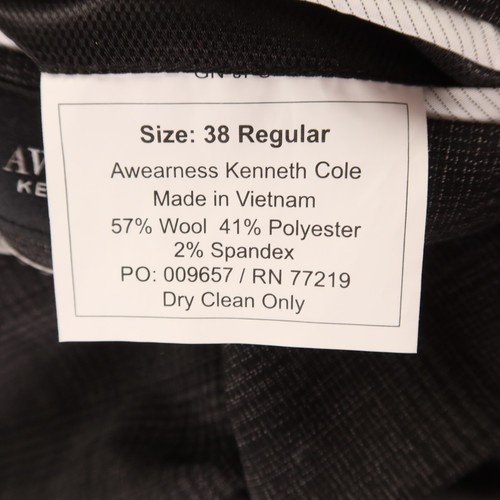 Size: 38 Regular
Awearness Kenneth Cole
Made in Vietnam
57% Wool 41% Polyester
2% Spandex
PO: 009657 / RN 77219
Dry Clean Only